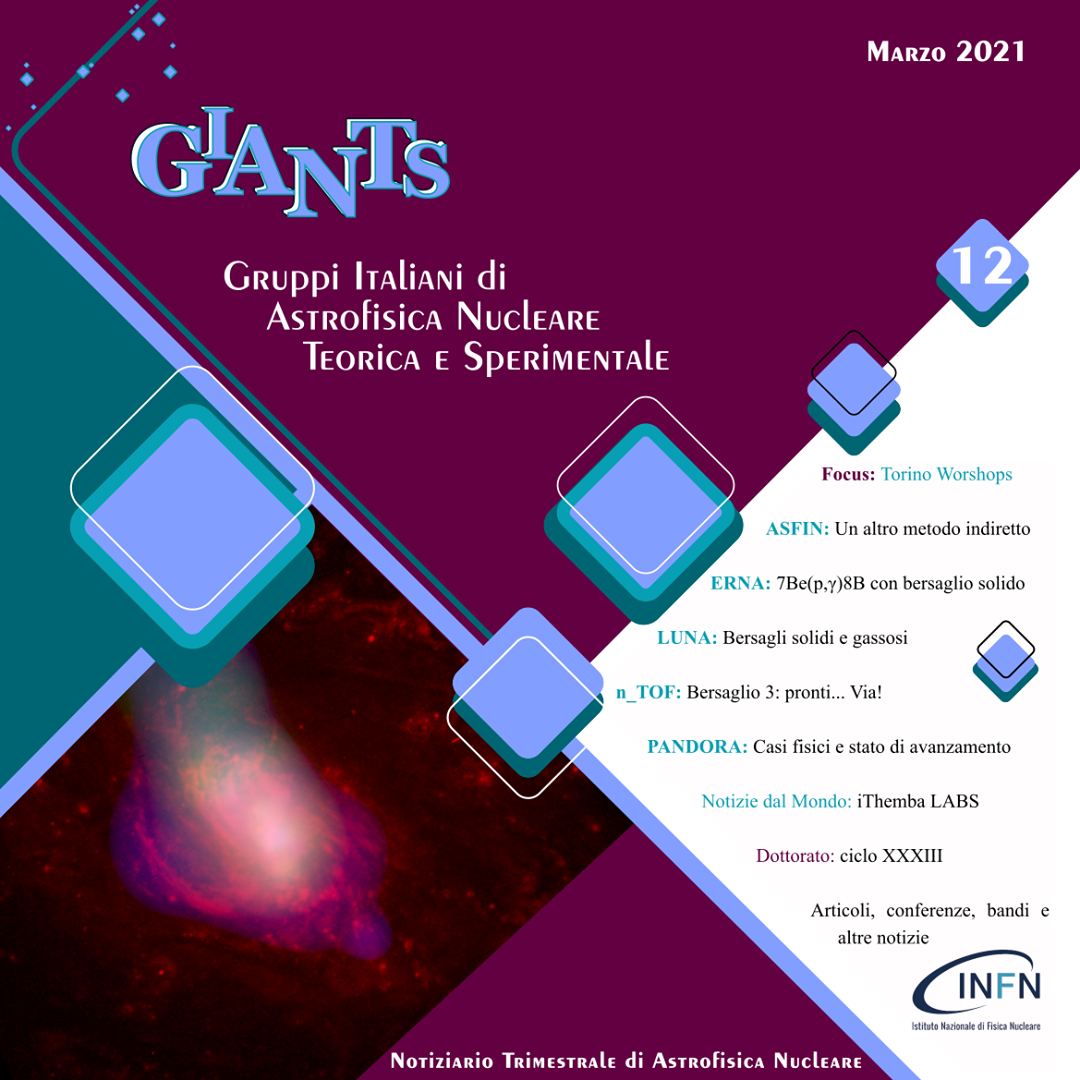 Marzo 2021
GIANTS
Gruppi Italiani di
Astrofisica Nucleare
Teorica e Sperimentale
12
Focus: Torino Worshops
ASFIN: Un altro metodo indiretto
ERNA: 7Be(p,γ)8B con bersaglio solido
LUNA: Bersagli solidi e gassosi
n_TOF: Bersaglio 3: pronti... Via!
PANDORA: Casi fisici e stato di avanzamento
Notizie dal Mondo: iThemba LABS
Dottorato: ciclo XXXIII
Articoli, conferenze, bandi e
altre notizie
INFN
Istituto Nazionale di Fisica Nucleare
Notiziario Trimestrale di Astrofisica Nucleare